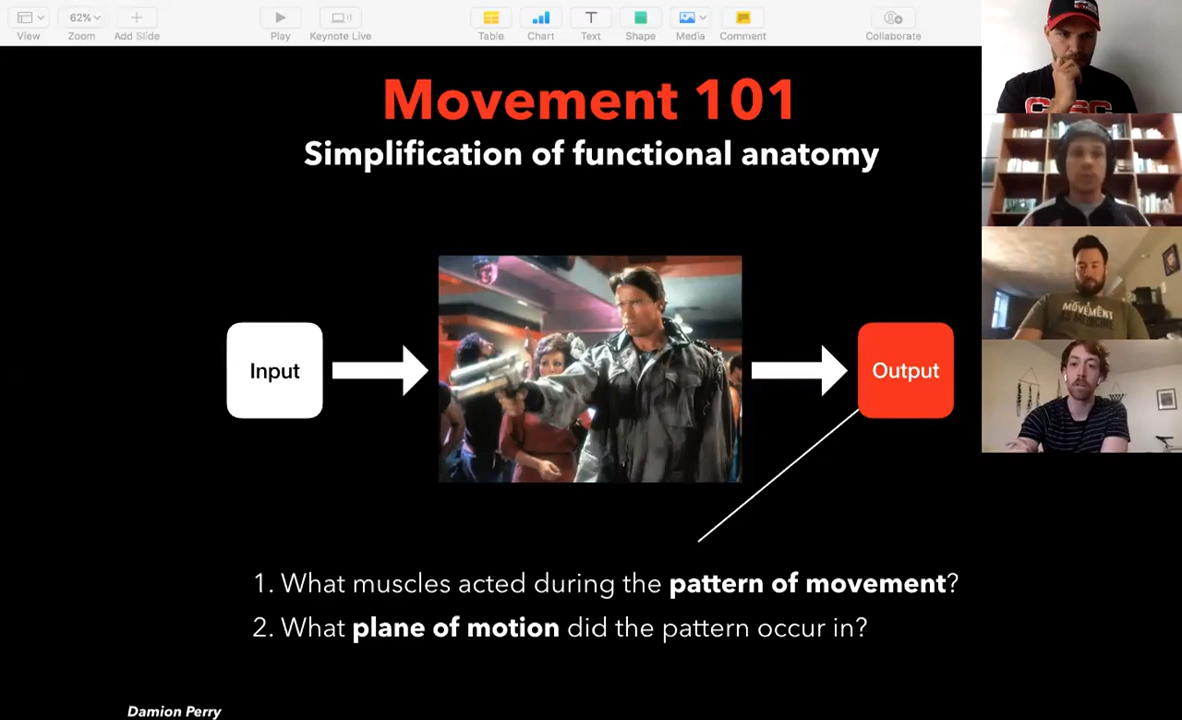 View
62%
Zoom
Add Slide
Play
Keynote Live
Table
Chart
T
Text
Shape
Media
Comment
Collaborate
Movement 101
Simplification of functional anatomy
Input
Output
1. What muscles acted during the pattern of movement?
2. What plane of motion did the pattern occur in?
Damion Perry
MOVEMENT